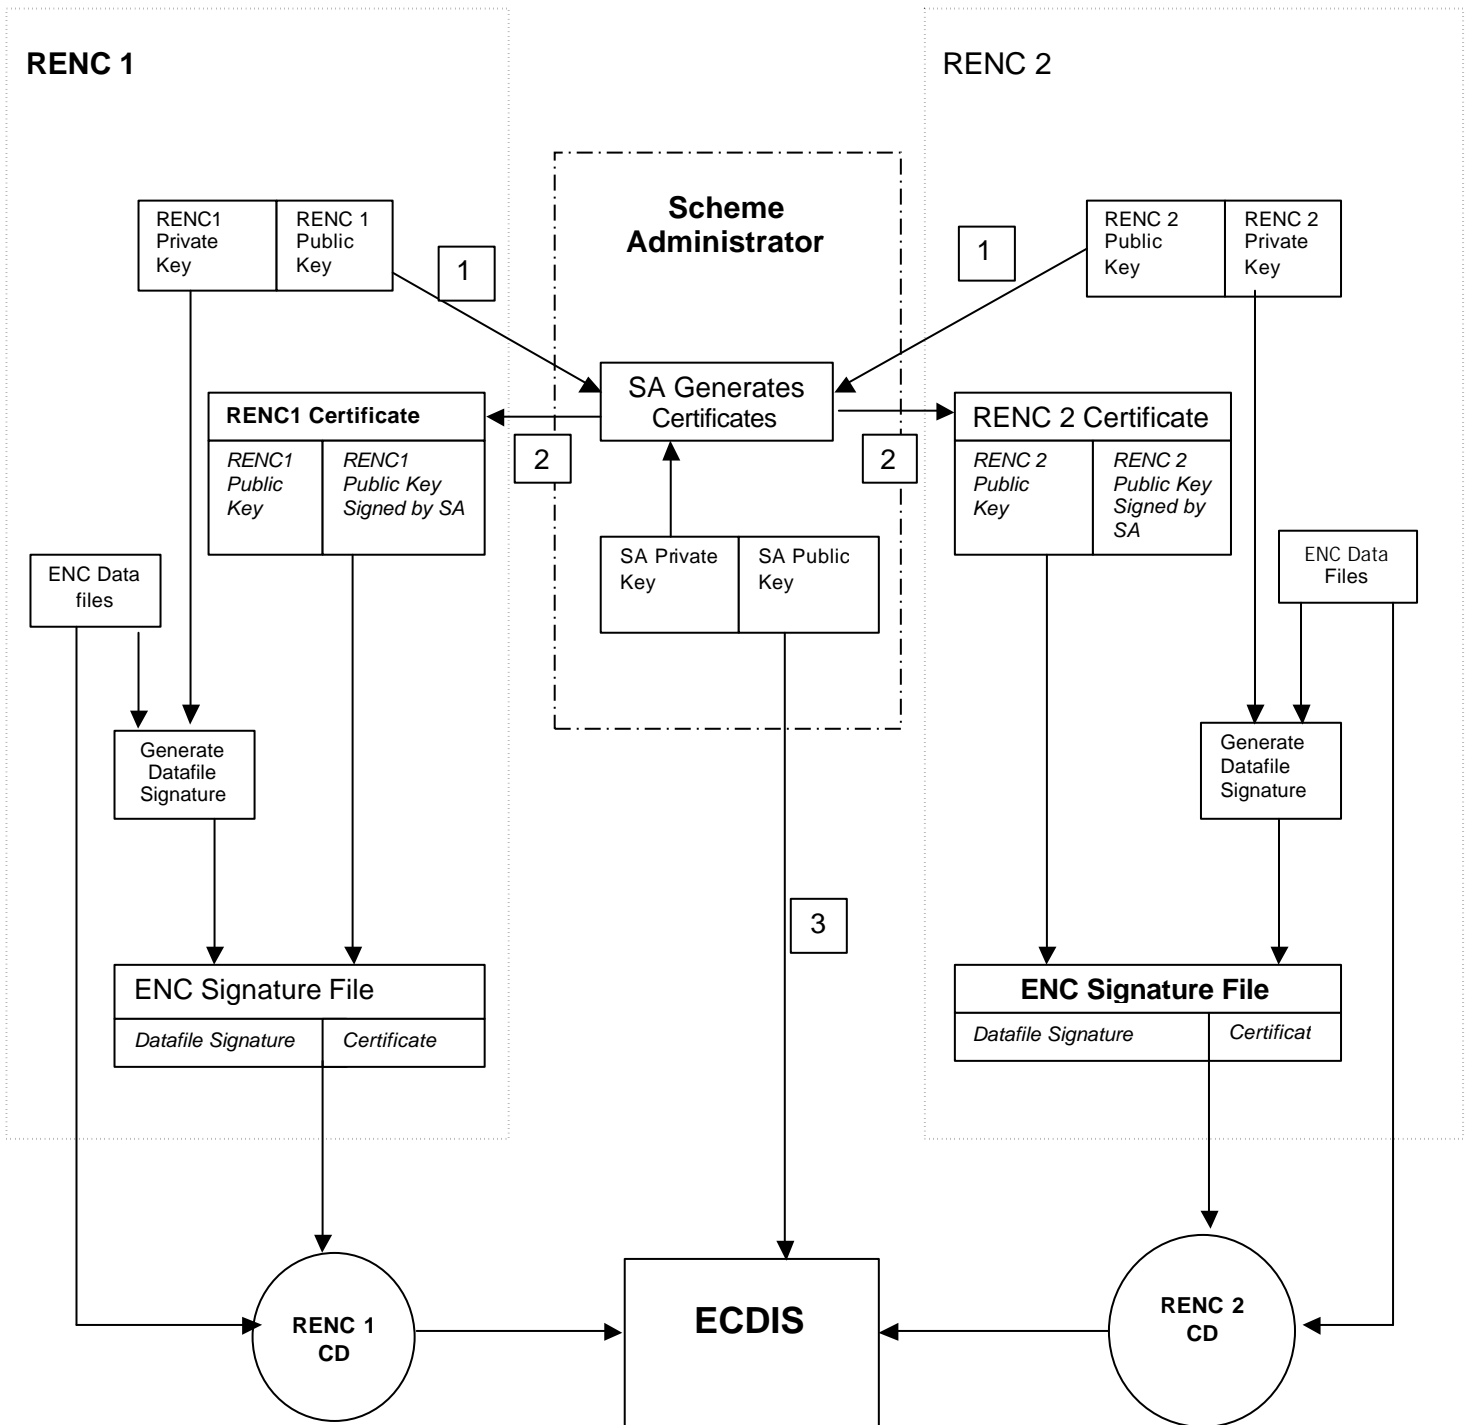 RENC 1
RENC 2
Scheme
Administrator
RENC1
Private
Key
RENC 1
Public
Key
1
1
RENC 2
Public
Key
RENC 2
Private
Key
SA Generates
Certificates
RENC1 Certificate
RENC1
Public
Key
RENC1
Public Key
Signed by SA
2
2
RENC 2 Certificate
RENC 2
Public
Key
RENC 2
Public Key
Signed by
SA
SA Private
Key
SA Public
Key
ENC Data
files
ENC Data
Files
Generate
Datafile
Signature
Generate
Datafile
Signature
3
ENC Signature File
Datafile Signature
Certificate
ENC Signature File
Datafile Signature
Certificat
RENC 1
CD
ECDIS
RENC 2
CD